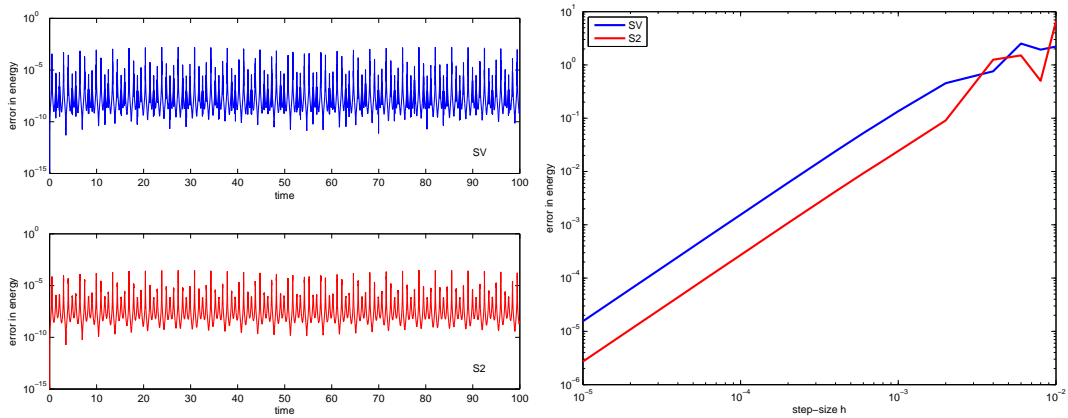 10^0
10^−5
10^−10
10^−15
error in energy
SV
0 10 20 30 40 50 60 70 80 90 100
time
10^0
10^−5
10^−10
10^−15
error in energy
S2
0 10 20 30 40 50 60 70 80 90 100
time
10^1
10^0
10^−1
10^−2
10^−3
10^−4
10^−5
10^−6
error in energy
SV
S2
10^−5 10^−4 10^−3 10^−2
step−size h